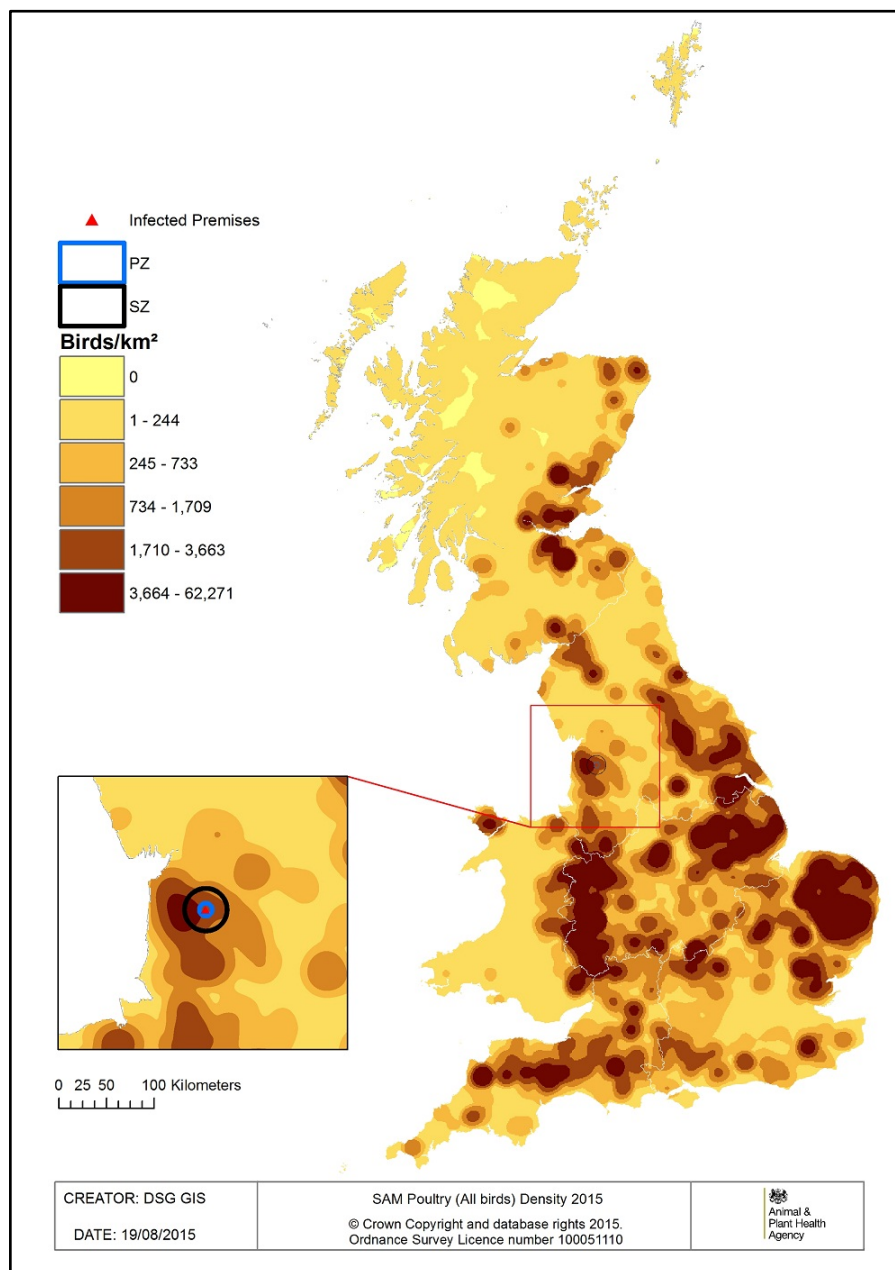 Infected Premises
PZ
SZ
Birds/km²
0
1 - 244
245 - 733
734 - 1,709
1,710 - 3,663
3,664 - 62,271
0 25 50 100 Kilometers
CREATOR: DSG GIS
DATE: 19/08/2015
SAM Poultry (All birds) Density 2015
© Crown Copyright and database rights 2015.
Ordnance Survey Licence number 100051110
Animal &
Plant Health
Agency